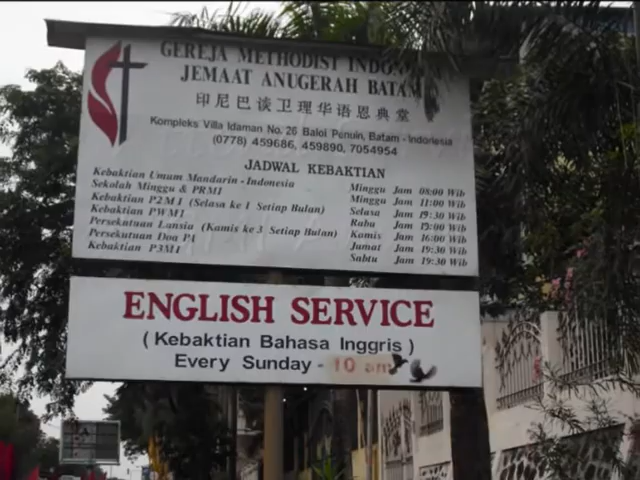 GEREJA METHODIST
JEMAAT ANUGERAH BATAM
印尼巴淡卫理华语恩典堂
Kompleks Villa Idaman No. 26 Baloi Penuin, Batam - Indonesia
(0778) 459686, 459890, 7054954
JADWAL KEBAKTIAN
Kebaktian Umum Mandarin - Indonesia Minggu Jam 08:00 Wib
Sekolah Minggu & PRMI Minggu Jam 11:00 Wib
Kebaktian P2MI (Selasa ke 1 Setiap Bulan) Selasa Jam 19:30 Wib
Kebaktian PWMI Rabu Jam 19:00 Wib
Persekutuan Lansia (Kamis ke 3 Setiap Bulan) Kamis Jam 16:00 Wib
Persekutuan Doa PA Jumat Jam 19:30 Wib
Kebaktian P3MI Sabtu Jam 19:30 Wib
ENGLISH SERVICE
( Kebaktian Bahasa Inggris )
Every Sunday - 10 am